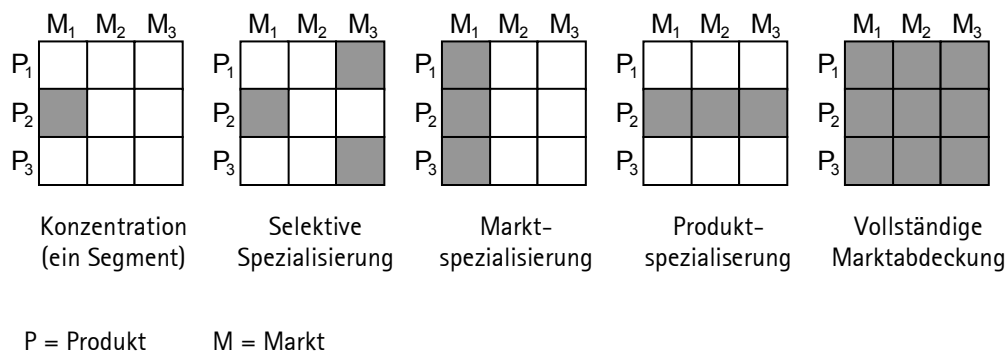 M₁ M₂ M₃ M₁ M₂ M₃ M₁ M₂ M₃ M₁ M₂ M₃ M₁ M₂ M₃
P₁ P₁ P₁ P₁ P₁
P₂ P₂ P₂ P₂ P₂
P₃ P₃ P₃ P₃ P₃
Konzentration
(ein Segment)
Selektive
Spezialisierung
Markt-
spezialisierung
Produkt-
spezialiserung
Vollständige
Marktabdeckung
P = Produkt M = Markt